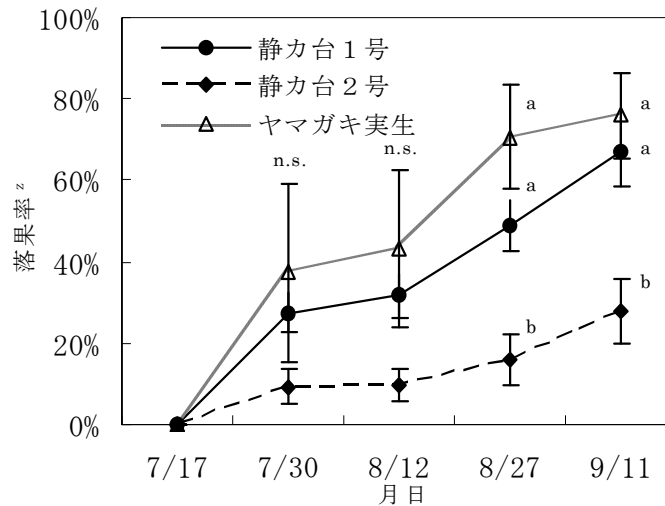 100%
80%
60%
40%
20%
0%
落果率 z
静カ台１号
静カ台２号
ヤマガキ実生
n.s.
n.s.
a
a
b
a
a
b
7/17 7/30 8/12 8/27 9/11
月日